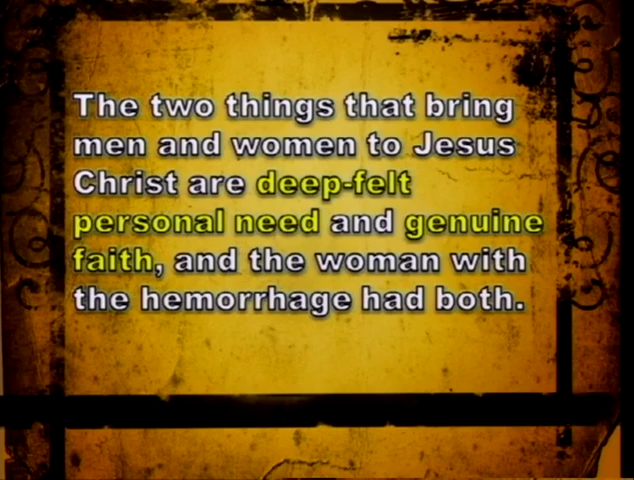 The two things that bring
men and women to Jesus
Christ are deep-felt
personal need and genuine
faith, and the woman with
the hemorrhage had both.